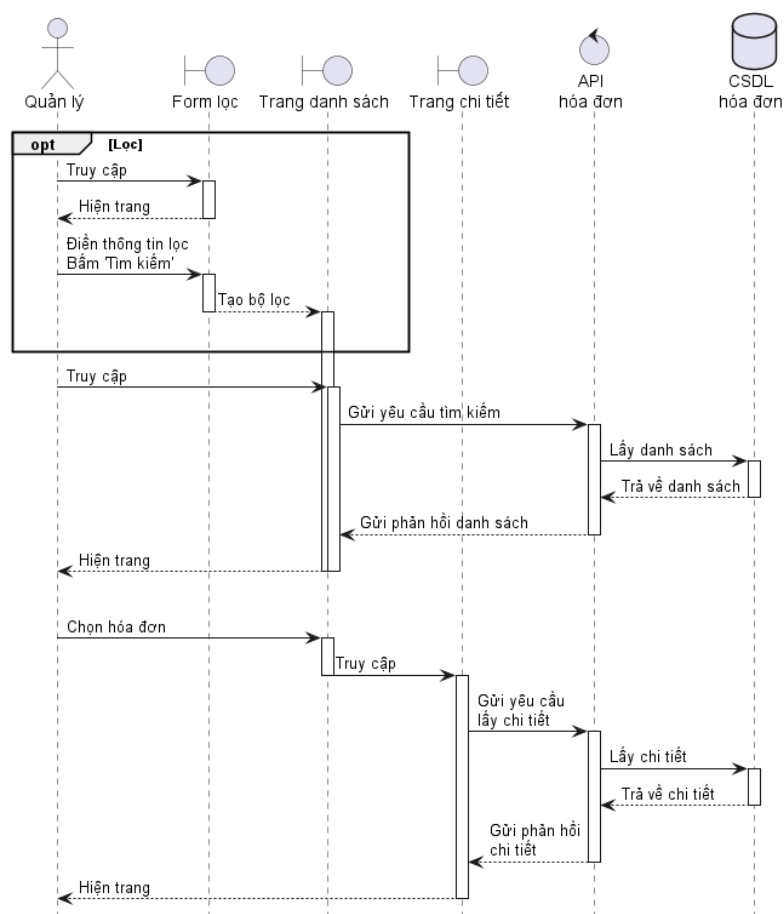 Quản lý
Form lọc
Trang danh sách
Trang chi tiết
API
hóa đơn
CSDL
hóa đơn
opt
[Lọc]
Truy cập
Hiện trang
Điền thông tin lọc
Bấm 'Tìm kiếm'
Tạo bộ lọc
Truy cập
Gửi yêu cầu tìm kiếm
Lấy danh sách
Trả về danh sách
Gửi phản hồi danh sách
Hiện trang
Chọn hóa đơn
Truy cập
Gửi yêu cầu
lấy chi tiết
Lấy chi tiết
Trả về chi tiết
Gửi phản hồi
chi tiết
Hiện trang